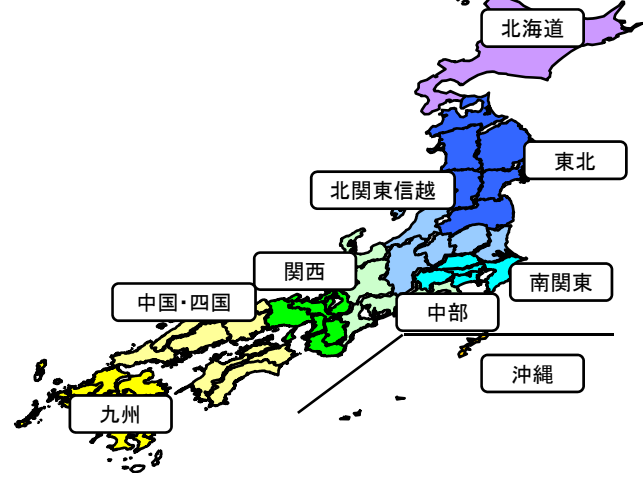 北海道
東北
北関東信越
関西
南関東
中国・四国
中部
沖縄
九州